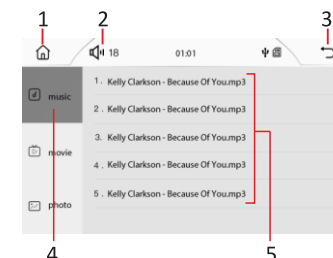 1 2 3
18 01:01
music
1. Kelly Clarkson - Because Of You.mp3
2. Kelly Clarkson - Because Of You.mp3
3. Kelly Clarkson - Because Of You.mp3
movie
4. Kelly Clarkson - Because Of You.mp3
5. Kelly Clarkson - Because Of You.mp3
photo
4 5